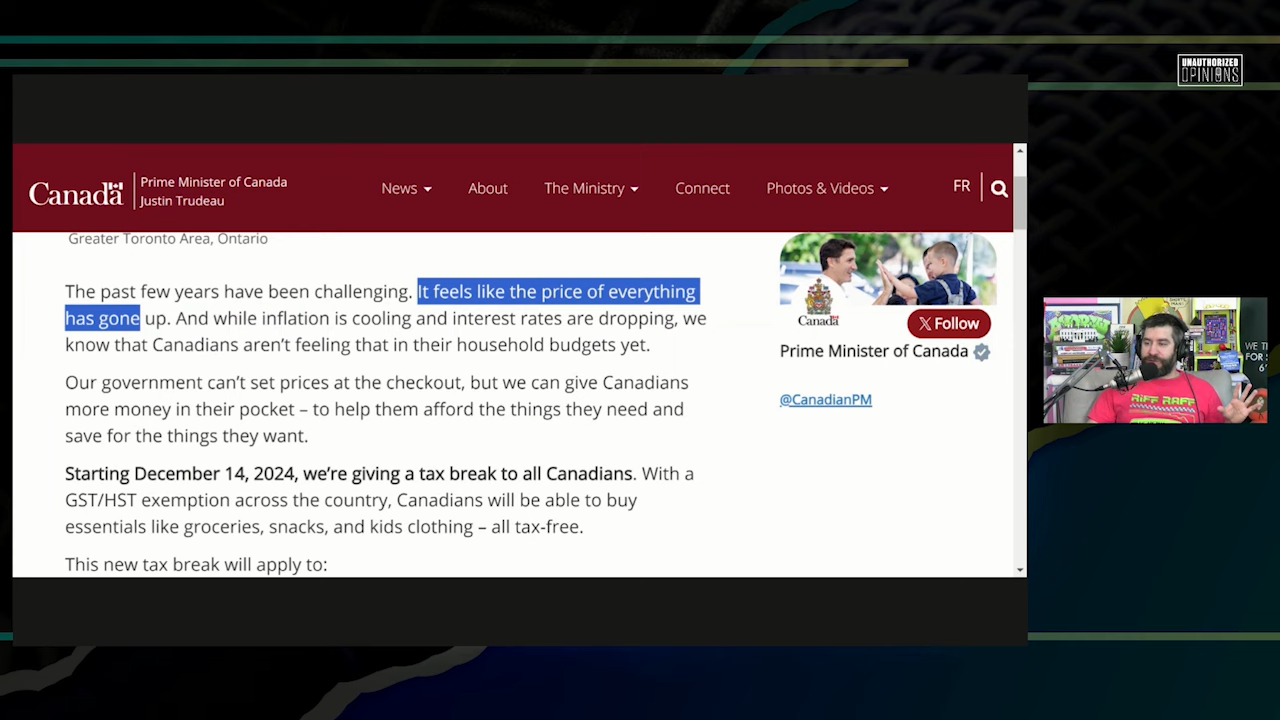 UNAUTHORIZED
OPINIONS
Canada
Prime Minister of Canada
Justin Trudeau
News
About
The Ministry
Connect
Photos & Videos
FR
Greater Toronto Area, Ontario
The past few years have been challenging. It feels like the price of everything
has gone up. And while inflation is cooling and interest rates are dropping, we
know that Canadians aren’t feeling that in their household budgets yet.
Our government can’t set prices at the checkout, but we can give Canadians
more money in their pocket – to help them afford the things they need and
save for the things they want.
Starting December 14, 2024, we’re giving a tax break to all Canadians. With a
GST/HST exemption across the country, Canadians will be able to buy
essentials like groceries, snacks, and kids clothing – all tax-free.
This new tax break will apply to:
Canada
X Follow
Prime Minister of Canada
@CanadianPM
RIFF RAFF